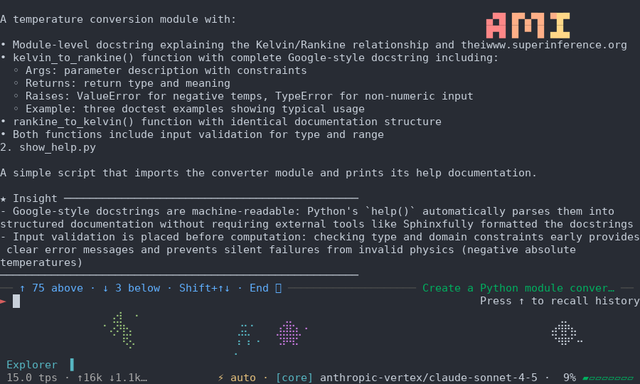 A temperature conversion module with:
AMI
• Module-level docstring explaining the Kelvin/Rankine relationship and theiwww.superinference.org
• kelvin_to_rankine() function with complete Google-style docstring including:
◦ Args: parameter description with constraints
◦ Returns: return type and meaning
◦ Raises: ValueError for negative temps, TypeError for non-numeric input
◦ Example: three doctest examples showing typical usage
• rankine_to_kelvin() function with identical documentation structure
• Both functions include input validation for type and range
2. show_help.py
A simple script that imports the converter module and prints its help documentation.
★ Insight ─────────────────────────────────────────────
- Google-style docstrings are machine-readable: Python's `help()` automatically parses them into
structured documentation without requiring external tools like Sphinxfully formatted the docstrings
- Input validation is placed before computation: checking type and domain constraints early provides
clear error messages and prevents silent failures from invalid physics (negative absolute
temperatures)
── ↑ 75 above · ↓ 3 below · Shift+↑↓ · End ── Create a Python module conver… ──
► Press ↑ to recall history
Explorer
15.0 tps · ↑16k ↓1.1k… ⚡ auto · [core] anthropic-vertex/claude-sonnet-4-5 · 9%